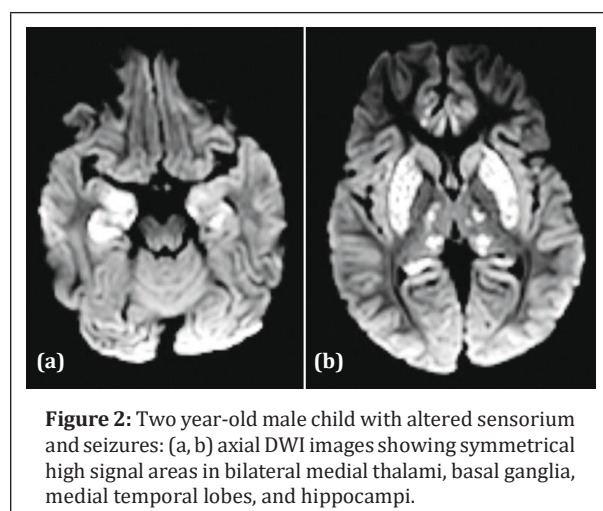 (a) (b)
Figure 2: Two year-old male child with altered sensorium
and seizures: (a, b) axial DWI images showing symmetrical
high signal areas in bilateral medial thalami, basal ganglia,
medial temporal lobes, and hippocampi.